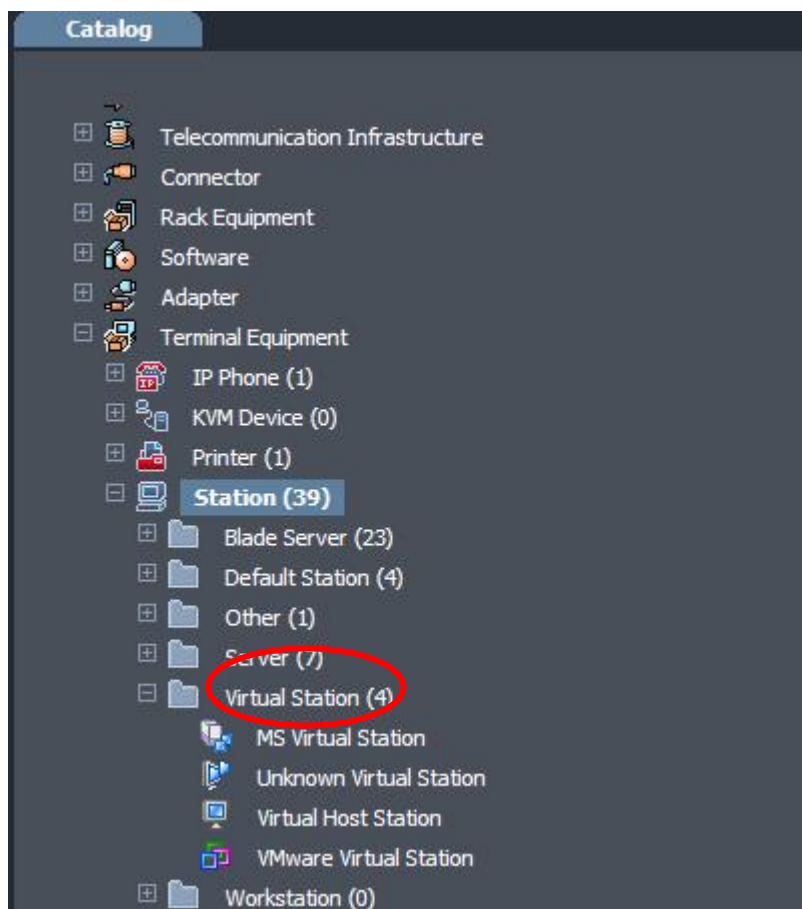 Catalog
Telecommunication Infrastructure
Connector
Rack Equipment
Software
Adapter
Terminal Equipment
IP Phone (1)
KVM Device (0)
Printer (1)
Station (39)
Blade Server (23)
Default Station (4)
Other (1)
Server (7)
Virtual Station (4)
MS Virtual Station
Unknown Virtual Station
Virtual Host Station
VMware Virtual Station
Workstation (0)